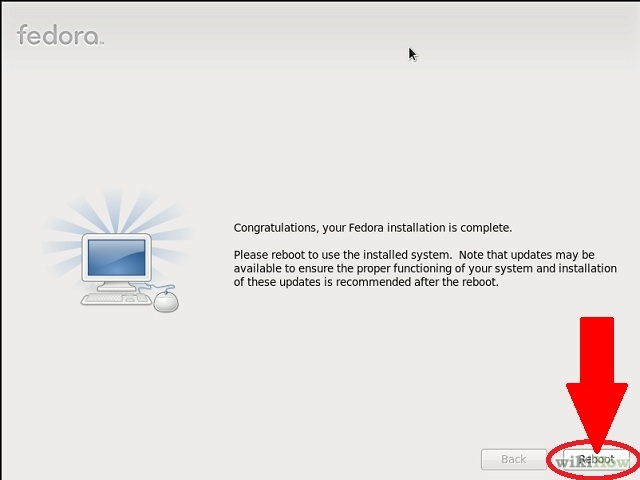 fedora
Congratulations, your Fedora installation is complete.
Please reboot to use the installed system.  Note that updates may be
available to ensure the proper functioning of your system and installation
of these updates is recommended after the reboot.
Back
Reboot
wikiHow